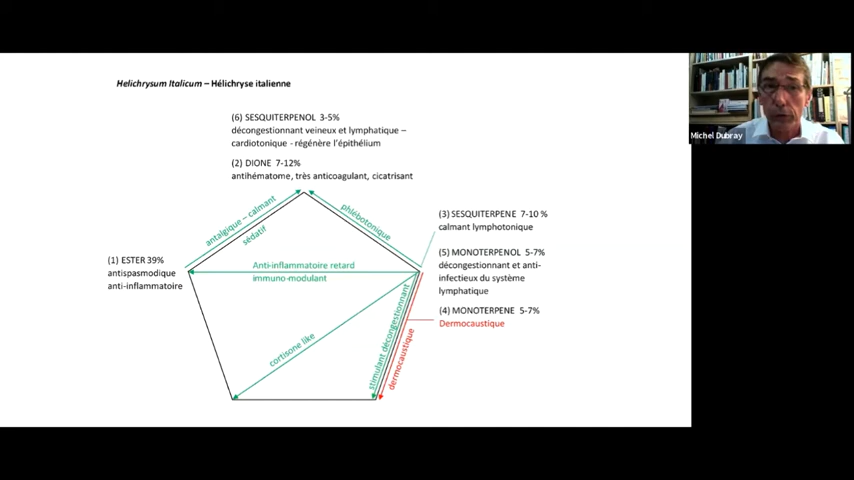 Helichrysum Italicum – Hélichryse italienne
(6) SESQUITERPENOL 3-5%
décongestionnant veineux et lymphatique –
cardiotonique - régénère l'épithélium
(2) DIONE 7-12%
antihématome, très anticoagulant, cicatrisant
antalgique – calmant
sédatif
phlébotonique
(3) SESQUITERPENE 7-10 %
calmant lymphotonique
(5) MONOTERPENOL 5-7%
décongestionnant et anti-
infectieux du système
lymphatique
(4) MONOTERPENE 5-7%
Dermocaustique
(1) ESTER 39%
antispasmodique
anti-inflammatoire
Anti-inflammatoire retard
immuno-modulant
cortisone like
stimulant décongestionnant
dermocaustique
Michel Dubray